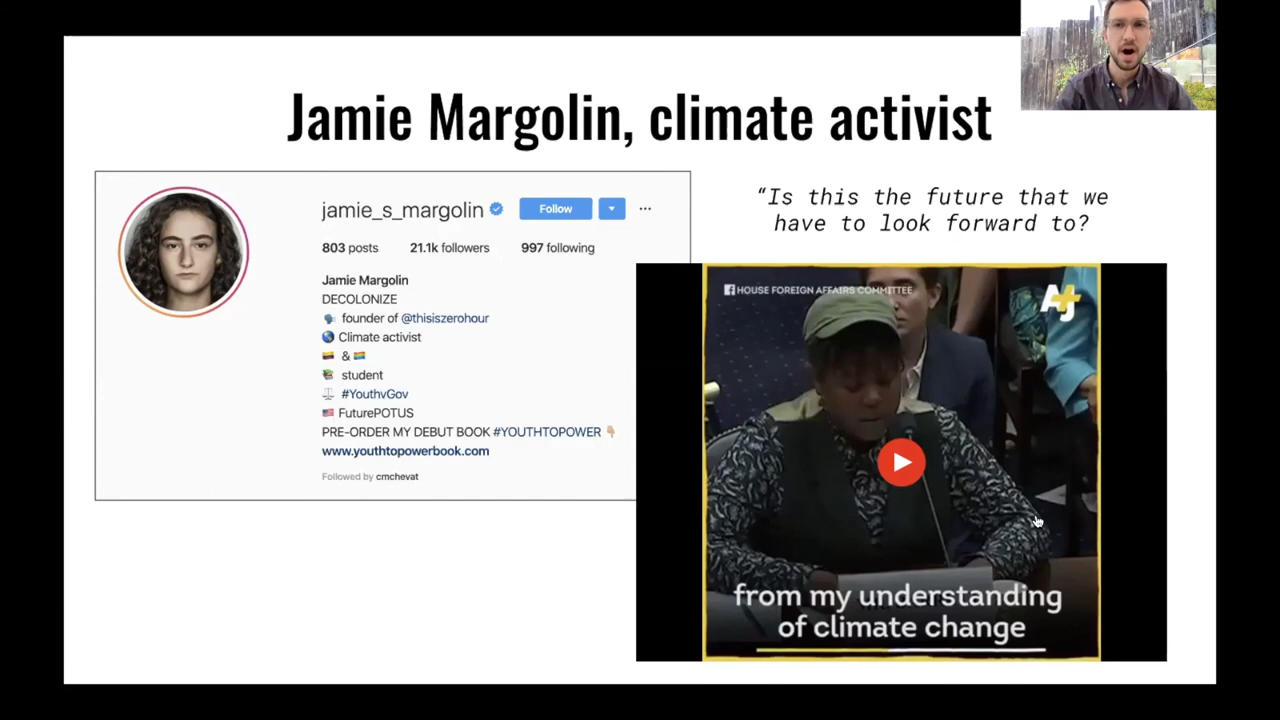 Jamie Margolin, climate activist
jamie_s_margolin Follow
803 posts 21.1k followers 997 following
Jamie Margolin
DECOLONIZE
founder of @thisiszerohour
Climate activist
&
student
#YouthvGov
FuturePOTUS
PRE-ORDER MY DEBUT BOOK #YOUTHTOPOWER
www.youthtopowerbook.com
Followed by cmchevat
“Is this the future that we
have to look forward to?
HOUSE FOREIGN AFFAIRS COMMITTEE
AJ+
from my understanding
of climate change